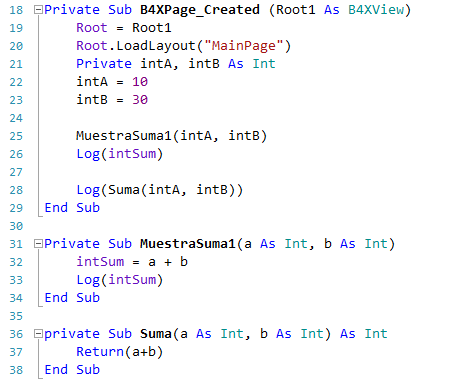 18 Private Sub B4XPage_Created (Root1 As B4XView)
19 Root = Root1
20 Root.LoadLayout("MainPage")
21 Private intA, intB As Int
22 intA = 10
23 intB = 30
24
25 MuestraSuma1(intA, intB)
26 Log(intSum)
27
28 Log(Suma(intA, intB))
29 End Sub
30
31 Private Sub MuestraSuma1(a As Int, b As Int)
32 intSum = a + b
33 Log(intSum)
34 End Sub
35
36 private Sub Suma(a As Int, b As Int) As Int
37 Return(a+b)
38 End Sub